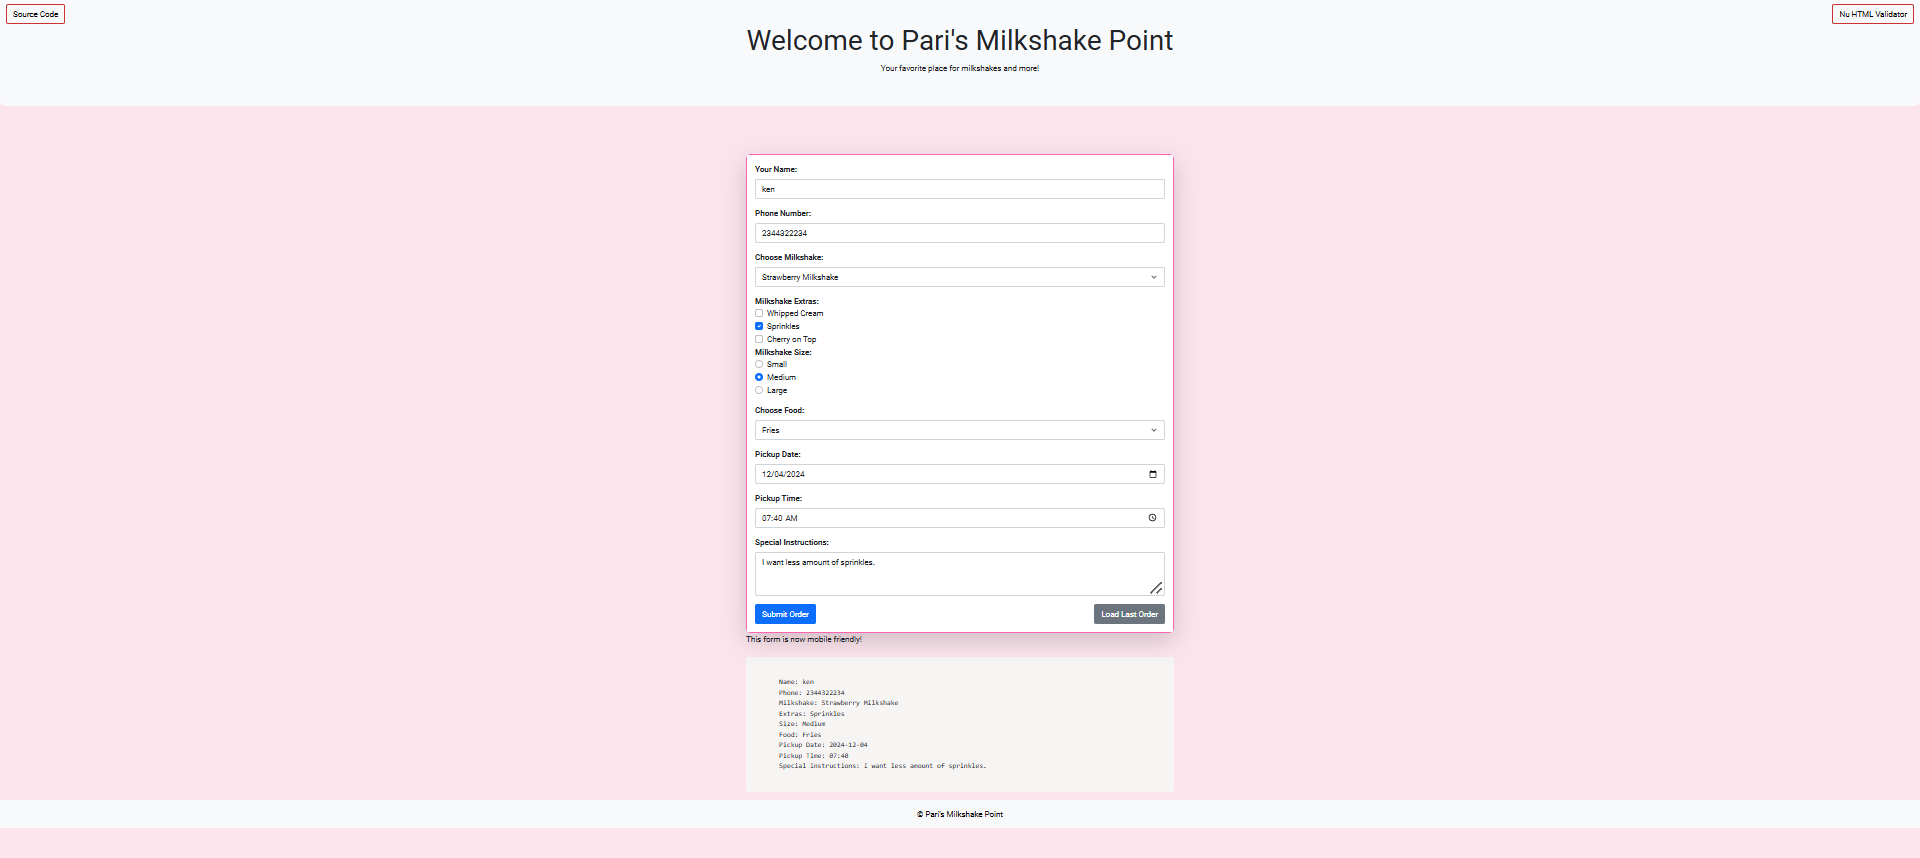 Source Code
Nu HTML Validator
Welcome to Pari's Milkshake Point
Your favorite place for milkshakes and more!
Your Name:
ken
Phone Number:
2344322234
Choose Milkshake:
Strawberry Milkshake
Milkshake Extras:
Whipped Cream
Sprinkles
Cherry on Top
Milkshake Size:
Small
Medium
Large
Choose Food:
Fries
Pickup Date:
12/04/2024
Pickup Time:
07:40 AM
Special Instructions:
I want less amount of sprinkles.
Submit Order
Load Last Order
This form is now mobile friendly!
Name: ken
Phone: 2344322234
Milkshake: Strawberry Milkshake
Extras: Sprinkles
Size: Medium
Food: Fries
Pickup Date: 2024-12-04
Pickup Time: 07:40
Special Instructions: I want less amount of sprinkles.
© Pari's Milkshake Point